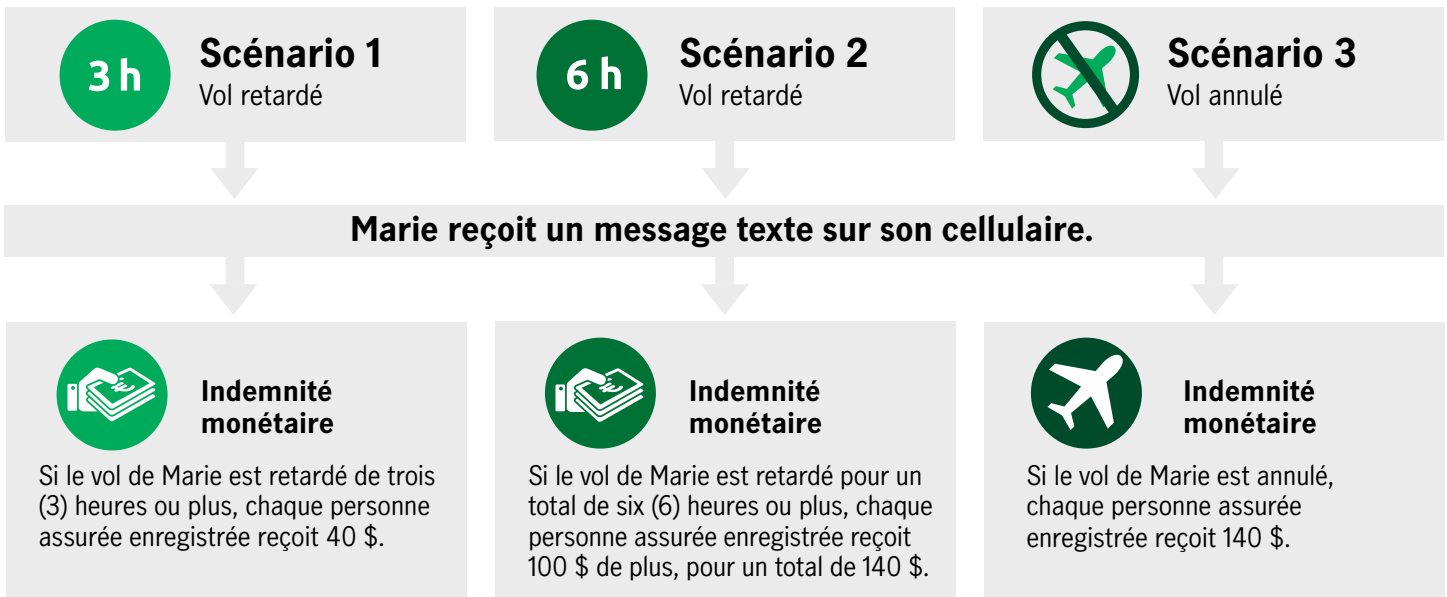 3 h
Scénario 1
Vol retardé
6 h
Scénario 2
Vol retardé
Scénario 3
Vol annulé
Marie reçoit un message texte sur son cellulaire.
Indemnité
monétaire
Si le vol de Marie est retardé de trois
(3) heures ou plus, chaque personne
assurée enregistrée reçoit 40 $.
Indemnité
monétaire
Si le vol de Marie est retardé pour un
total de six (6) heures ou plus, chaque
personne assurée enregistrée reçoit
100 $ de plus, pour un total de 140 $.
Indemnité
monétaire
Si le vol de Marie est annulé,
chaque personne assurée
enregistrée reçoit 140 $.